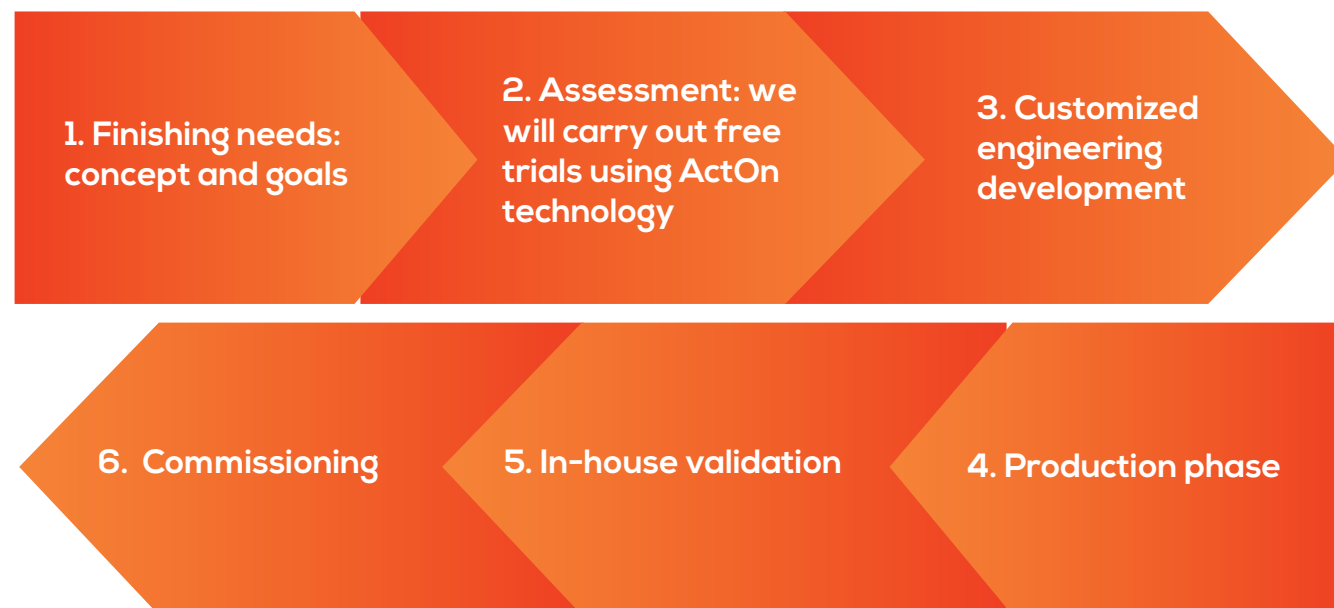 1. Finishing needs:
concept and goals
2. Assessment: we
will carry out free
trials using ActOn
technology
3. Customized
engineering
development
4. Production phase
5. In-house validation
6. Commissioning